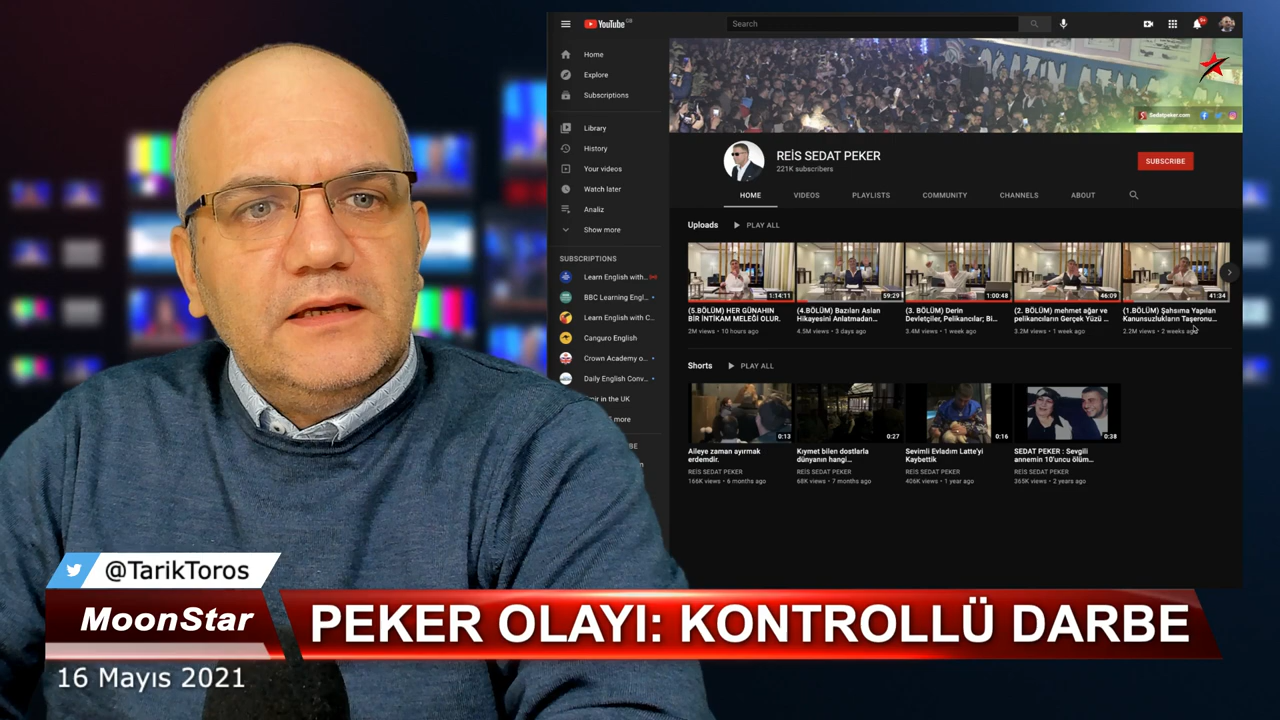 YouTube GB
Search
9+
Home
Explore
Subscriptions
Library
History
Your videos
Watch later
Analiz
Show more
SUBSCRIPTIONS
Learn English with...
BBC Learning Engl...
Learn English with C...
Canguro English
Crown Academy o...
Daily English Conv...
in the UK
more
Sedatpeker.com
REİS SEDAT PEKER
221K subscribers
SUBSCRIBE
HOME VIDEOS PLAYLISTS COMMUNITY CHANNELS ABOUT
Uploads PLAY ALL
1:14:11
(5.BÖLÜM) HER GÜNAHIN
BİR İNTİKAM MELEĞİ OLUR.
2M views • 10 hours ago
59:29
(4.BÖLÜM) Bazıları Aslan
Hikayesini Anlatmadan...
4.5M views • 3 days ago
1:00:48
(3. BÖLÜM) Derin
Devletçiler, Pelikancılar; Bi...
3.4M views • 1 week ago
46:09
(2. BÖLÜM) mehmet ağar ve
pelikancıların Gerçek Yüzü ...
3.2M views • 1 week ago
41:34
(1.BÖLÜM) Şahsıma Yapılan
Kanunsuzlukların Taşeronu...
2.2M views • 2 weeks ago
Shorts PLAY ALL
0:13
Aileye zaman ayırmak
erdemdir.
REİS SEDAT PEKER
166K views • 6 months ago
0:27
Kıymet bilen dostlarla
dünyanın hangi...
REİS SEDAT PEKER
68K views • 7 months ago
0:16
Sevimli Evladım Latte'yi
Kaybettik
REİS SEDAT PEKER
406K views • 1 year ago
0:38
SEDAT PEKER : Sevgili
annemin 10'uncu ölüm...
REİS SEDAT PEKER
365K views • 2 years ago
@TarikToros
MoonStar
PEKER OLAYI: KONTROLLÜ DARBE
16 Mayıs 2021